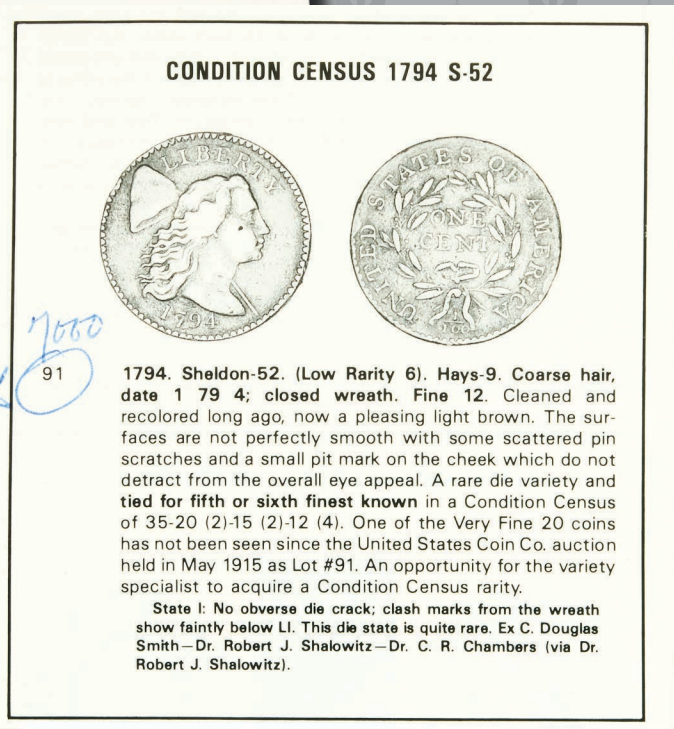 CONDITION CENSUS 1794 S-52
LIBERTY
1794
UNITED STATES OF AMERICA
ONE
CENT
1
100
7000
91
1794. Sheldon-52. (Low Rarity 6). Hays-9. Coarse hair,
date 1 79 4; closed wreath. Fine 12. Cleaned and
recolored long ago, now a pleasing light brown. The sur-
faces are not perfectly smooth with some scattered pin
scratches and a small pit mark on the cheek which do not
detract from the overall eye appeal. A rare die variety and
tied for fifth or sixth finest known in a Condition Census
of 35-20 (2)-15 (2)-12 (4). One of the Very Fine 20 coins
has not been seen since the United States Coin Co. auction
held in May 1915 as Lot #91. An opportunity for the variety
specialist to acquire a Condition Census rarity.
State I: No obverse die crack; clash marks from the wreath
show faintly below LI. This die state is quite rare. Ex C. Douglas
Smith—Dr. Robert J. Shalowitz—Dr. C. R. Chambers (via Dr.
Robert J. Shalowitz).